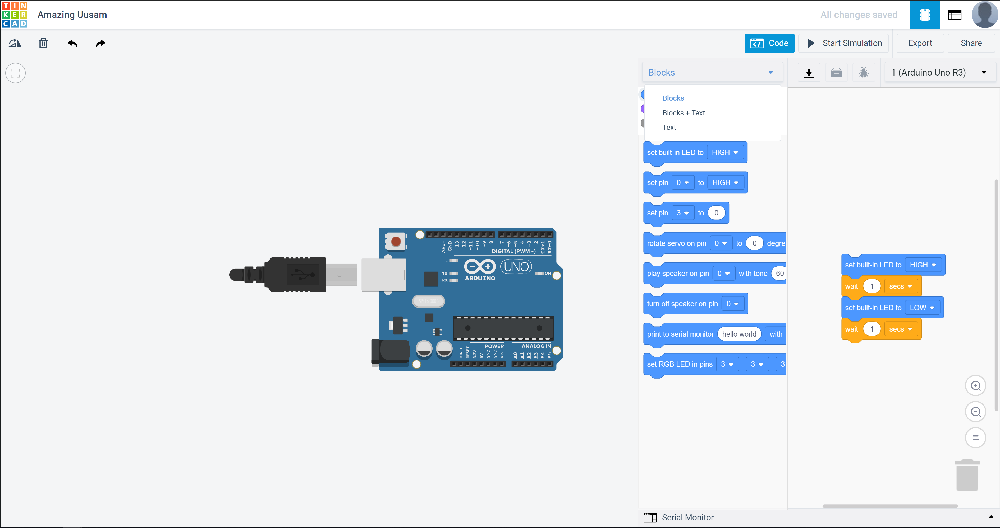 TIN
KER
CAD
Amazing Uusam
All changes saved
Code
Start Simulation
Export
Share
Blocks
1 (Arduino Uno R3)
Blocks
Blocks + Text
Text
set built-in LED to HIGH
set pin 0 to HIGH
set pin 3 to 0
rotate servo on pin 0 to 0 degre
play speaker on pin 0 with tone 60
turn off speaker on pin 0
print to serial monitor hello world with
set RGB LED in pins 3 3 3
set built-in LED to HIGH
wait 1 secs
set built-in LED to LOW
wait 1 secs
AREF GND 13 12 ~11 ~10 ~9 8 7 ~6 ~5 4 ~3 2 TX→1 RX←0
DIGITAL (PWM~)
L
TX
RX
UNO
ARDUINO
ON
POWER
ANALOG IN
IOREF RESET 3.3V 5V GND GND Vin A0 A1 A2 A3 A4 A5
Serial Monitor